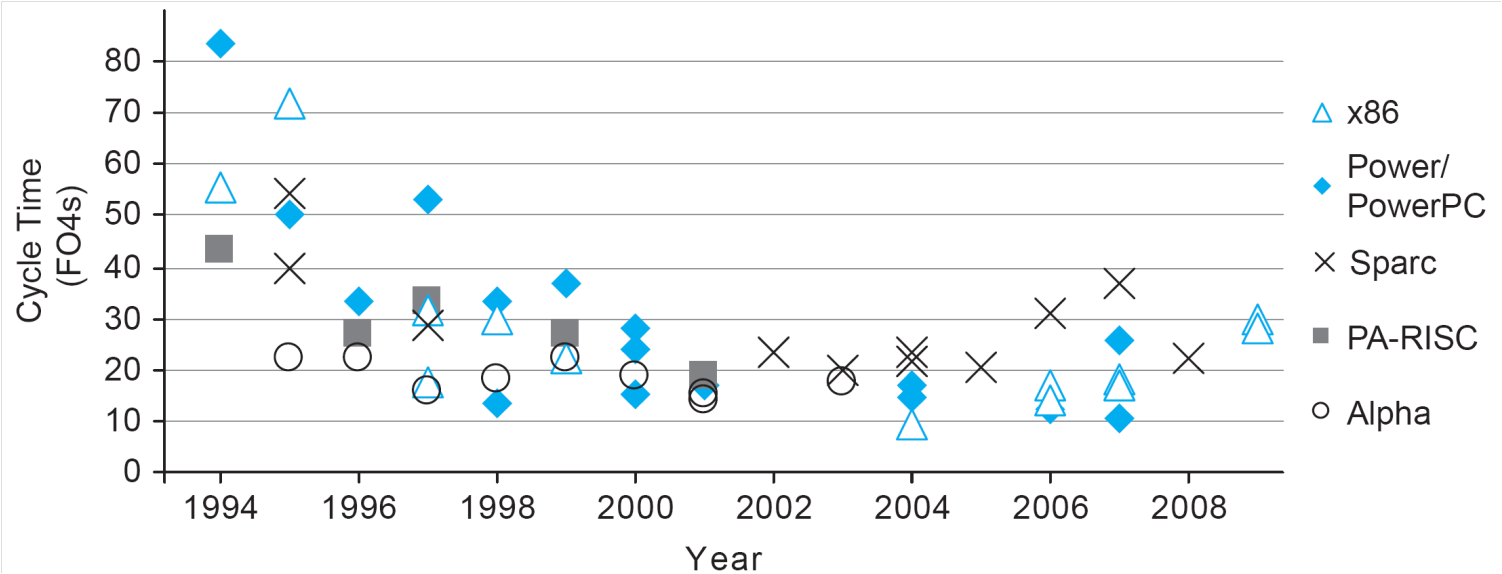 Cycle Time
(FO4s)
80
70
60
50
40
30
20
10
0
1994 1996 1998 2000 2002 2004 2006 2008
Year
x86
Power/
PowerPC
Sparc
PA-RISC
Alpha